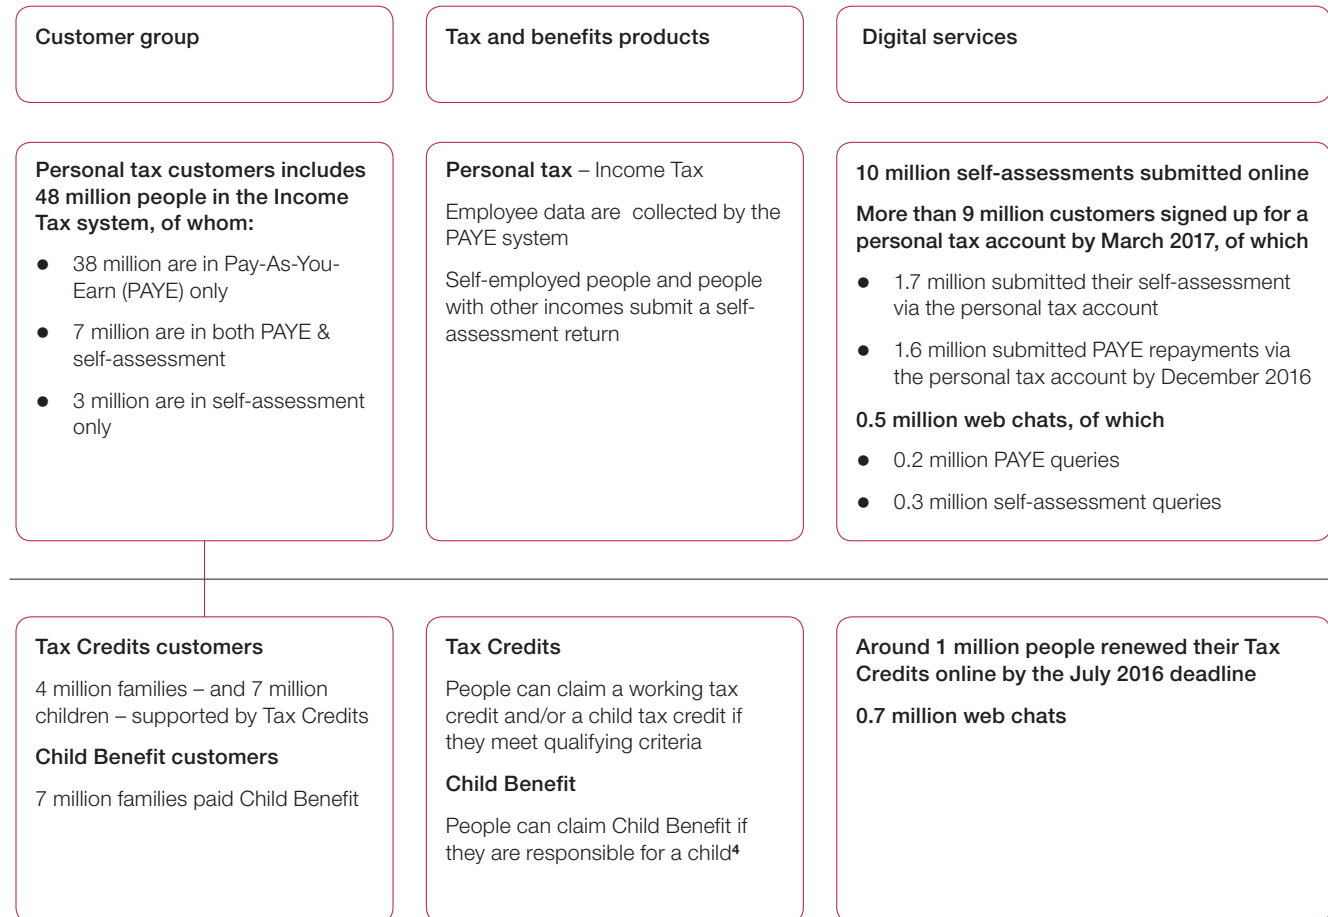 Customer group
Tax and benefits products
Digital services
Personal tax customers includes
48 million people in the Income
Tax system, of whom:
● 38 million are in Pay-As-You-
Earn (PAYE) only
● 7 million are in both PAYE &
self-assessment
● 3 million are in self-assessment
only
Personal tax – Income Tax
Employee data are collected by the
PAYE system
Self-employed people and people
with other incomes submit a self-
assessment return
10 million self-assessments submitted online
More than 9 million customers signed up for a
personal tax account by March 2017, of which
● 1.7 million submitted their self-assessment
via the personal tax account
● 1.6 million submitted PAYE repayments via
the personal tax account by December 2016
0.5 million web chats, of which
● 0.2 million PAYE queries
● 0.3 million self-assessment queries
Tax Credits customers
4 million families – and 7 million
children – supported by Tax Credits
Child Benefit customers
7 million families paid Child Benefit
Tax Credits
People can claim a working tax
credit and/or a child tax credit if
they meet qualifying criteria
Child Benefit
People can claim Child Benefit if
they are responsible for a child4
Around 1 million people renewed their Tax
Credits online by the July 2016 deadline
0.7 million web chats